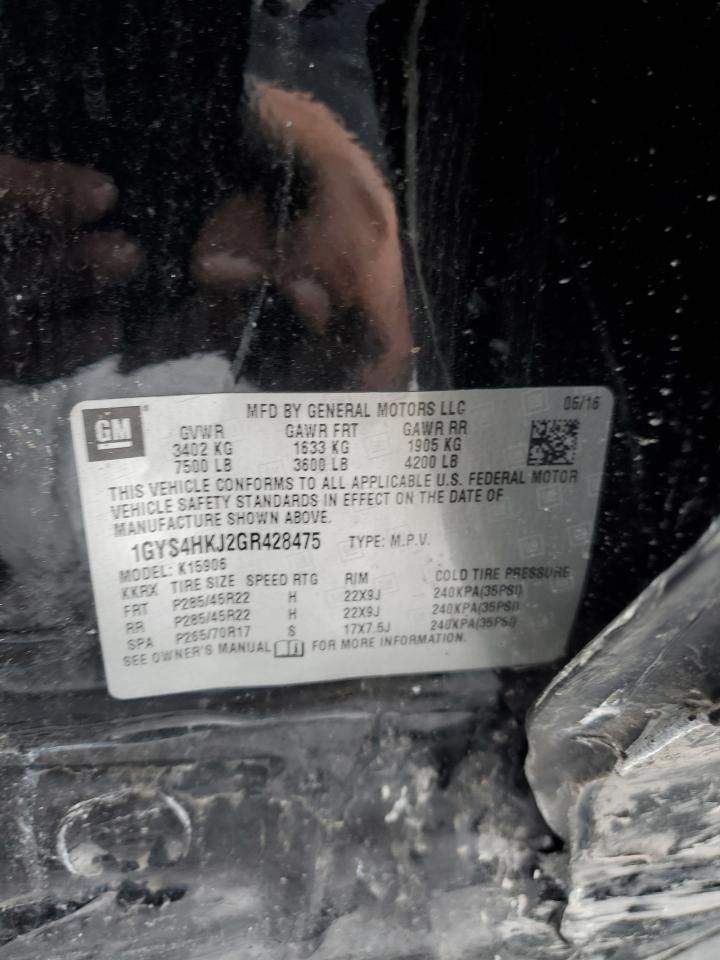 GM
MFD BY GENERAL MOTORS LLC 06/16
GVWR GAWR FRT GAWR RR
3402 KG 1633 KG 1905 KG
7500 LB 3600 LB 4200 LB
THIS VEHICLE CONFORMS TO ALL APPLICABLE U.S. FEDERAL MOTOR
VEHICLE SAFETY STANDARDS IN EFFECT ON THE DATE OF
MANUFACTURE SHOWN ABOVE.
1GYS4HKJ2GR428475 TYPE: M.P.V.
MODEL: K15906
KKRX TIRE SIZE SPEED RTG RIM COLD TIRE PRESSURE
FRT P285/45R22 H 22X9J 240KPA(35PSI)
RR P285/45R22 H 22X9J 240KPA(35PSI)
SPA P265/70R17 S 17X7.5J 240KPA(35PSI)
SEE OWNER'S MANUAL FOR MORE INFORMATION.